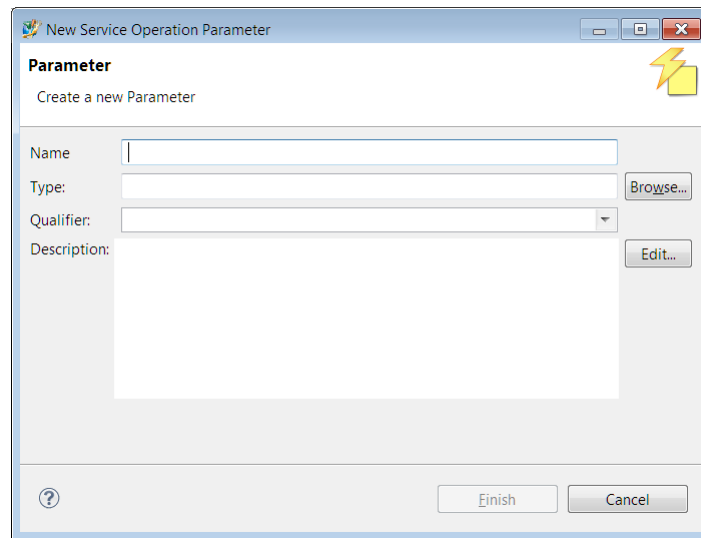 New Service Operation Parameter
Parameter
Create a new Parameter
Name
Type:
Browse...
Qualifier:
Description:
Edit...
?
Finish
Cancel